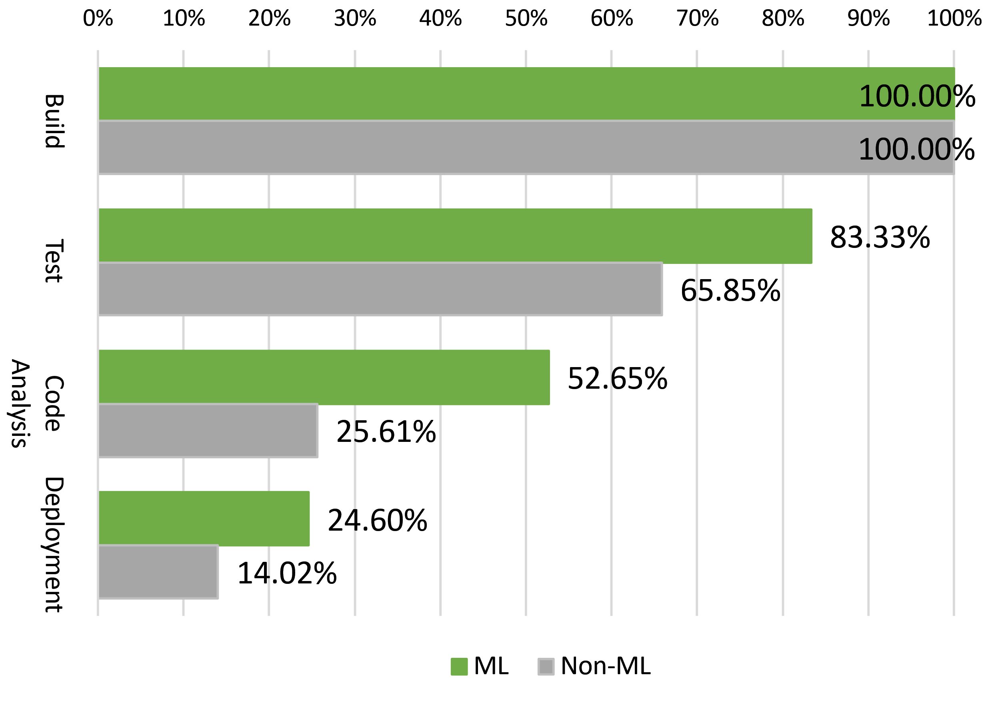 0% 10% 20% 30% 40% 50% 60% 70% 80% 90% 100%
Build
100.00%
100.00%
Test
83.33%
65.85%
Code
Analysis
52.65%
25.61%
Deployment
24.60%
14.02%
ML Non-ML